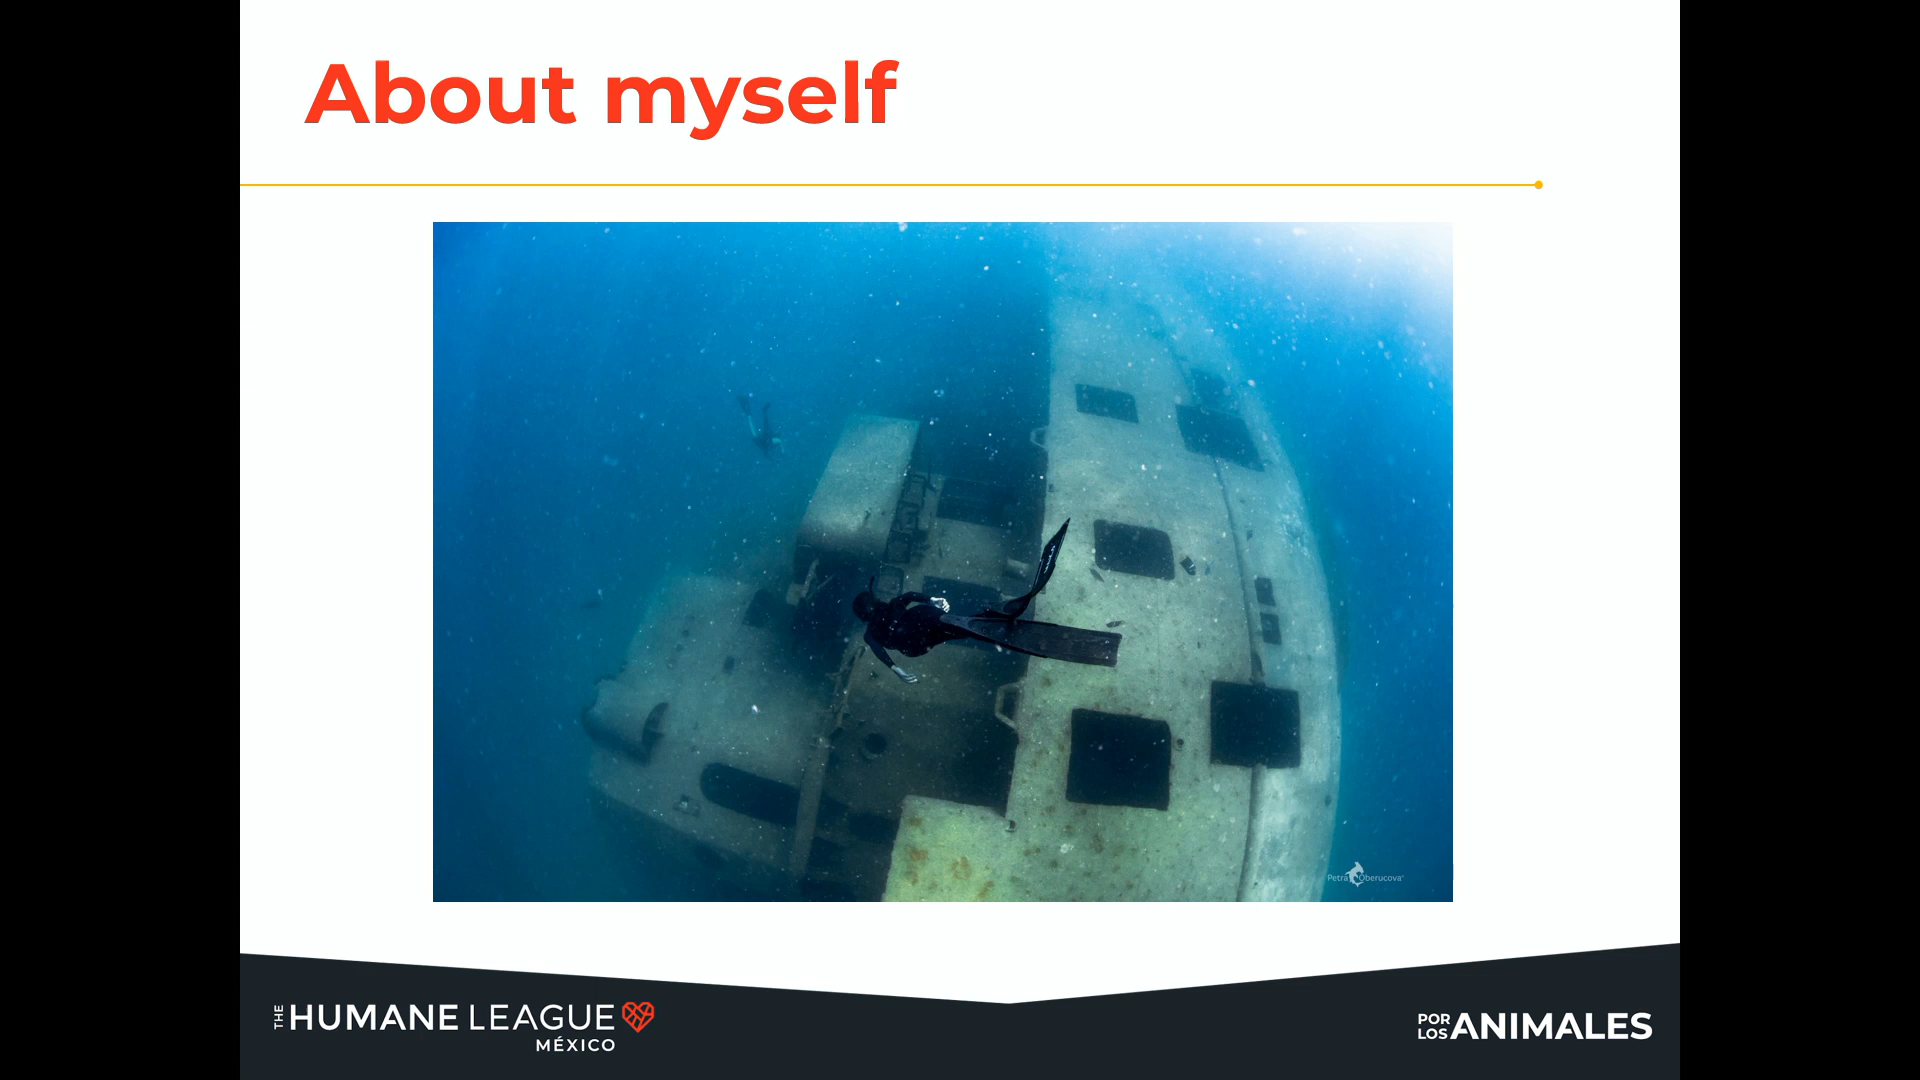 About myself
Petra Oberucova
THE HUMANE LEAGUE
MÉXICO
POR LOS ANIMALES